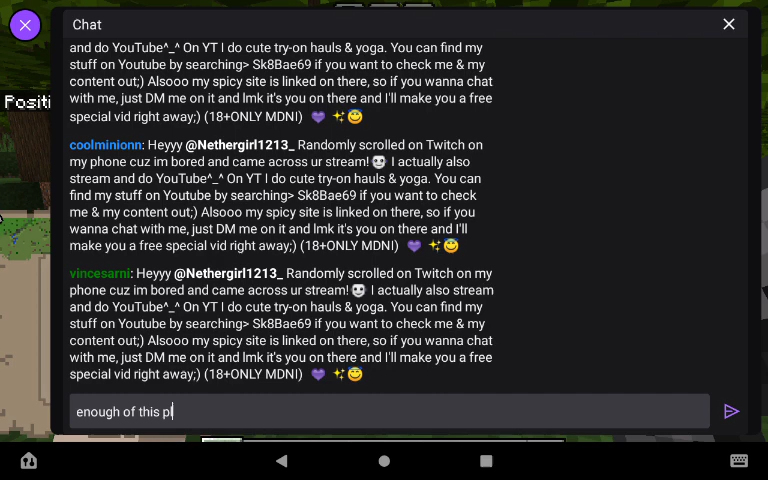 Chat
and do YouTube^_^ On YT I do cute try-on hauls & yoga. You can find my
stuff on Youtube by searching> Sk8Bae69 if you want to check me & my
content out;) Alsooo my spicy site is linked on there, so if you wanna chat
with me, just DM me on it and lmk it's you on there and I'll make you a free
special vid right away;) (18+ONLY MDNI) 💜 ✨😇
Positi
coolminionn: Heyyy @Nethergirl1213_ Randomly scrolled on Twitch on
my phone cuz im bored and came across ur stream!💀 I actually also
stream and do YouTube^_^ On YT I do cute try-on hauls & yoga. You can
find my stuff on Youtube by searching> Sk8Bae69 if you want to check
me & my content out;) Alsooo my spicy site is linked on there, so if you
wanna chat with me, just DM me on it and lmk it's you on there and I'll
make you a free special vid right away;) (18+ONLY MDNI) 💜 ✨😇
vincesarni: Heyyy @Nethergirl1213_ Randomly scrolled on Twitch on my
phone cuz im bored and came across ur stream!💀 I actually also stream
and do YouTube^_^ On YT I do cute try-on hauls & yoga. You can find my
stuff on Youtube by searching> Sk8Bae69 if you want to check me & my
content out;) Alsooo my spicy site is linked on there, so if you wanna chat
with me, just DM me on it and lmk it's you on there and I'll make you a free
special vid right away;) (18+ONLY MDNI) 💜 ✨😇
enough of this pl